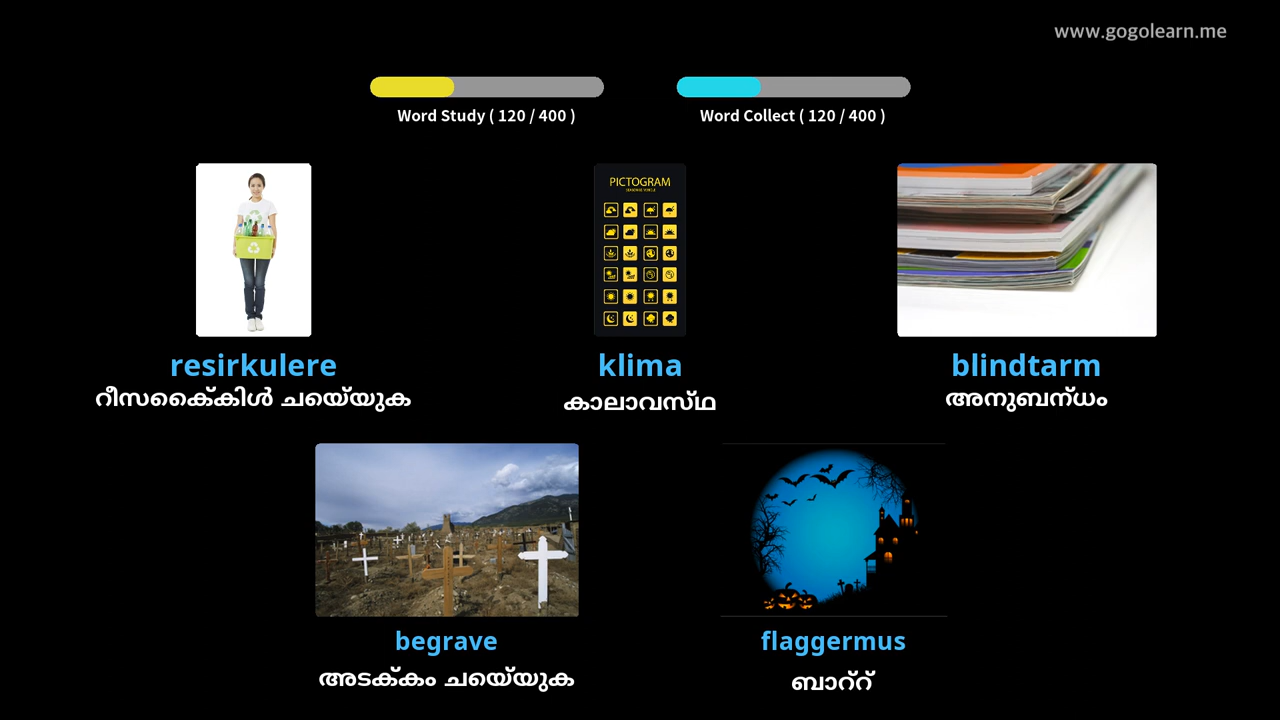 www.gogolearn.me
Word Study ( 120 / 400 )
Word Collect ( 120 / 400 )
PICTOGRAM
resirkulere
klima
blindtarm
റീസൈക്കിൾ ചെയ്യുക
കാലാവസ്ഥ
അനുബന്ധം
begrave
flaggermus
അടക്കം ചെയ്യുക
ബാറ്റ്